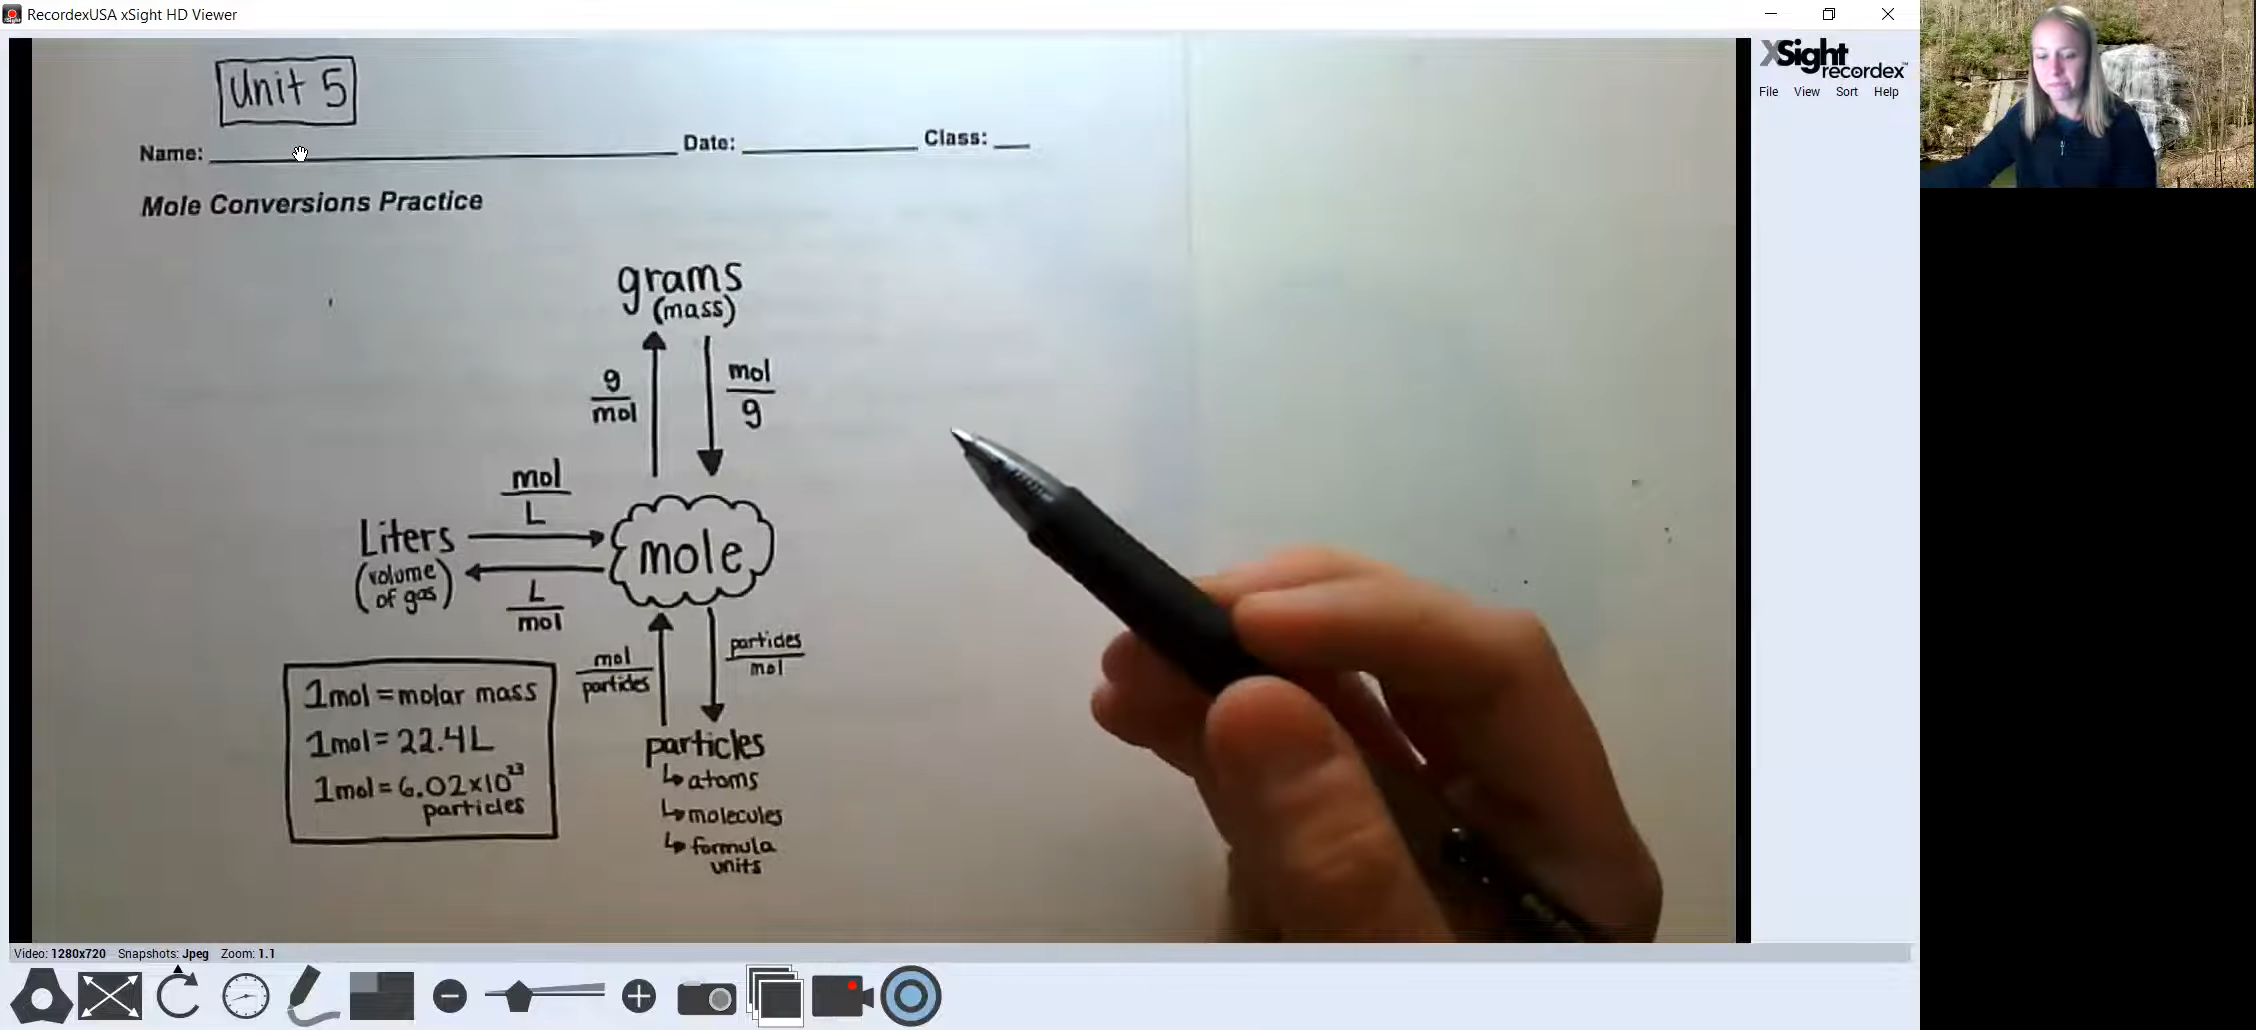 RecordexUSA xSight HD Viewer
Unit 5
Name: Date: Class:
Mole Conversions Practice
grams
(mass)
g
mol
mol
g
mol
L
Liters
(volume
of gas)
mole
L
mol
mol
particles
particles
mol
1mol = molar mass
1mol = 22.4 L
1mol = 6.02x10²³
particles
particles
↳ atoms
↳ molecules
↳ formula
units
xSight
recordex™
File View Sort Help
Video: 1280x720 Snapshots: Jpeg Zoom: 1.1